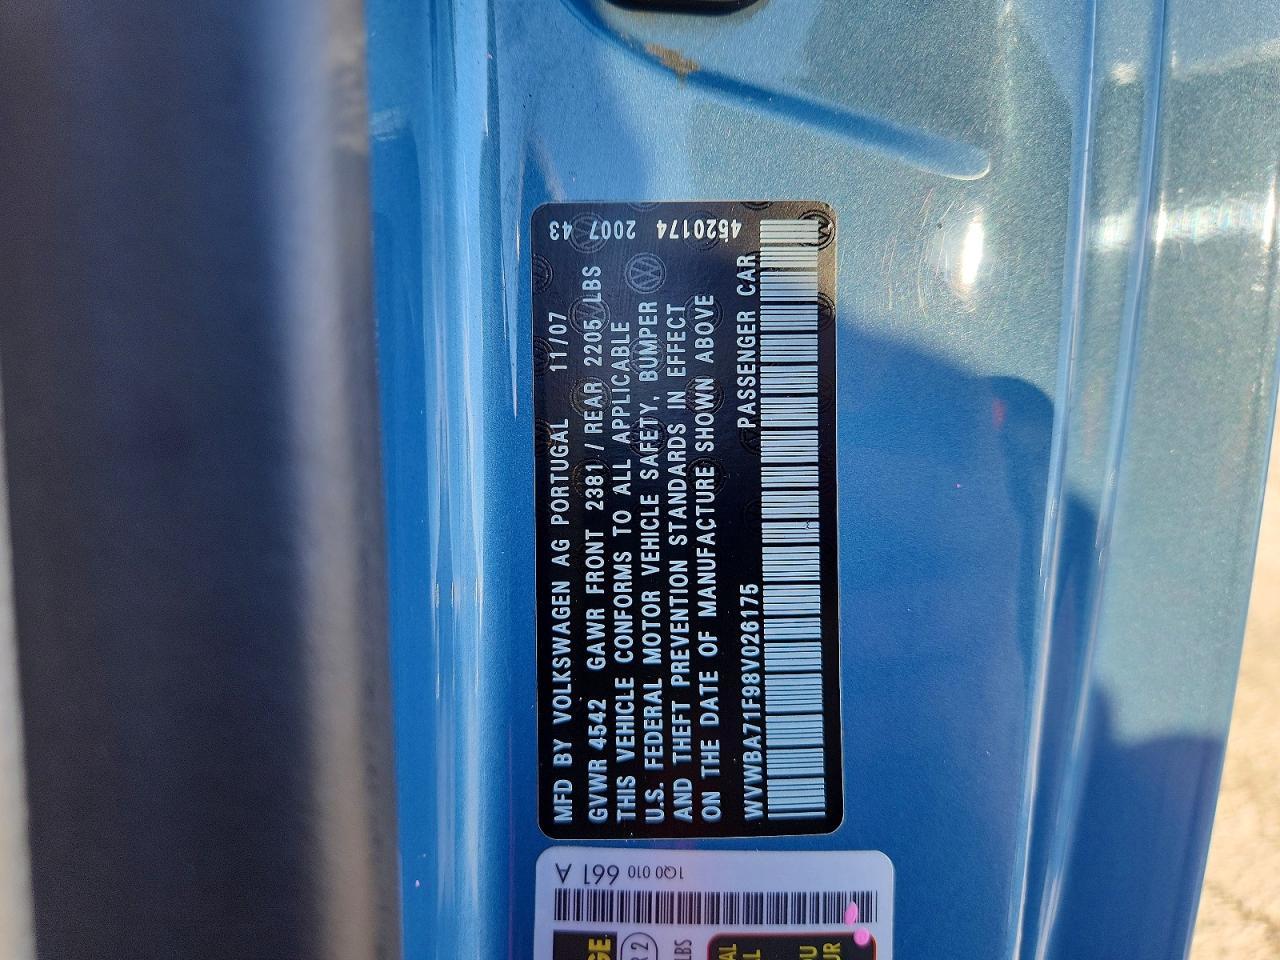 MFD BY VOLKSWAGEN AG PORTUGAL 11/07
GVWR 4542 GAWR FRONT 2381 / REAR 2205 LBS
THIS VEHICLE CONFORMS TO ALL APPLICABLE
U.S. FEDERAL MOTOR VEHICLE SAFETY, BUMPER
AND THEFT PREVENTION STANDARDS IN EFFECT
ON THE DATE OF MANUFACTURE SHOWN ABOVE
WVWBA71F98V026175 PASSENGER CAR
2007 43
4520174
1Q0 010 661 A
R 2
LBS